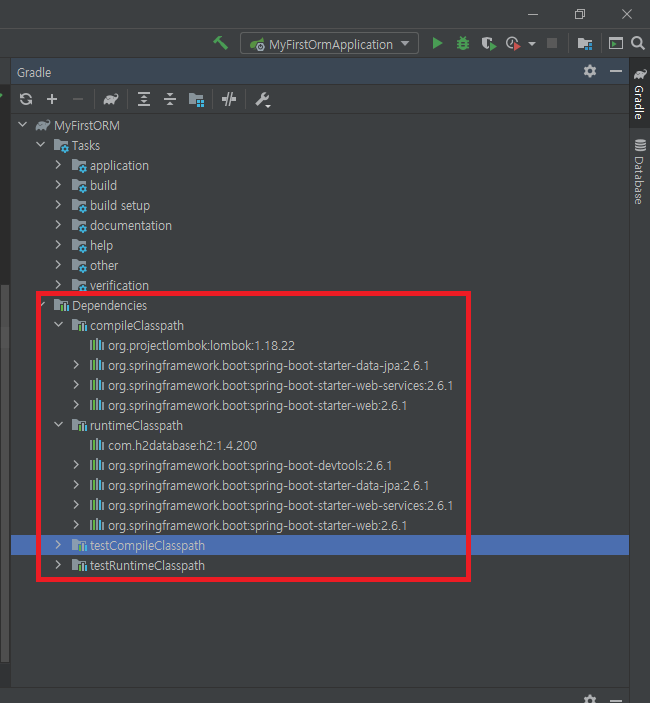 MyFirstOrmApplication
Gradle
MyFirstORM
Tasks
application
build
build setup
documentation
help
other
verification
Dependencies
compileClasspath
org.projectlombok:lombok:1.18.22
org.springframework.boot:spring-boot-starter-data-jpa:2.6.1
org.springframework.boot:spring-boot-starter-web-services:2.6.1
org.springframework.boot:spring-boot-starter-web:2.6.1
runtimeClasspath
com.h2database:h2:1.4.200
org.springframework.boot:spring-boot-devtools:2.6.1
org.springframework.boot:spring-boot-starter-data-jpa:2.6.1
org.springframework.boot:spring-boot-starter-web-services:2.6.1
org.springframework.boot:spring-boot-starter-web:2.6.1
testCompileClasspath
testRuntimeClasspath
Gradle
Database